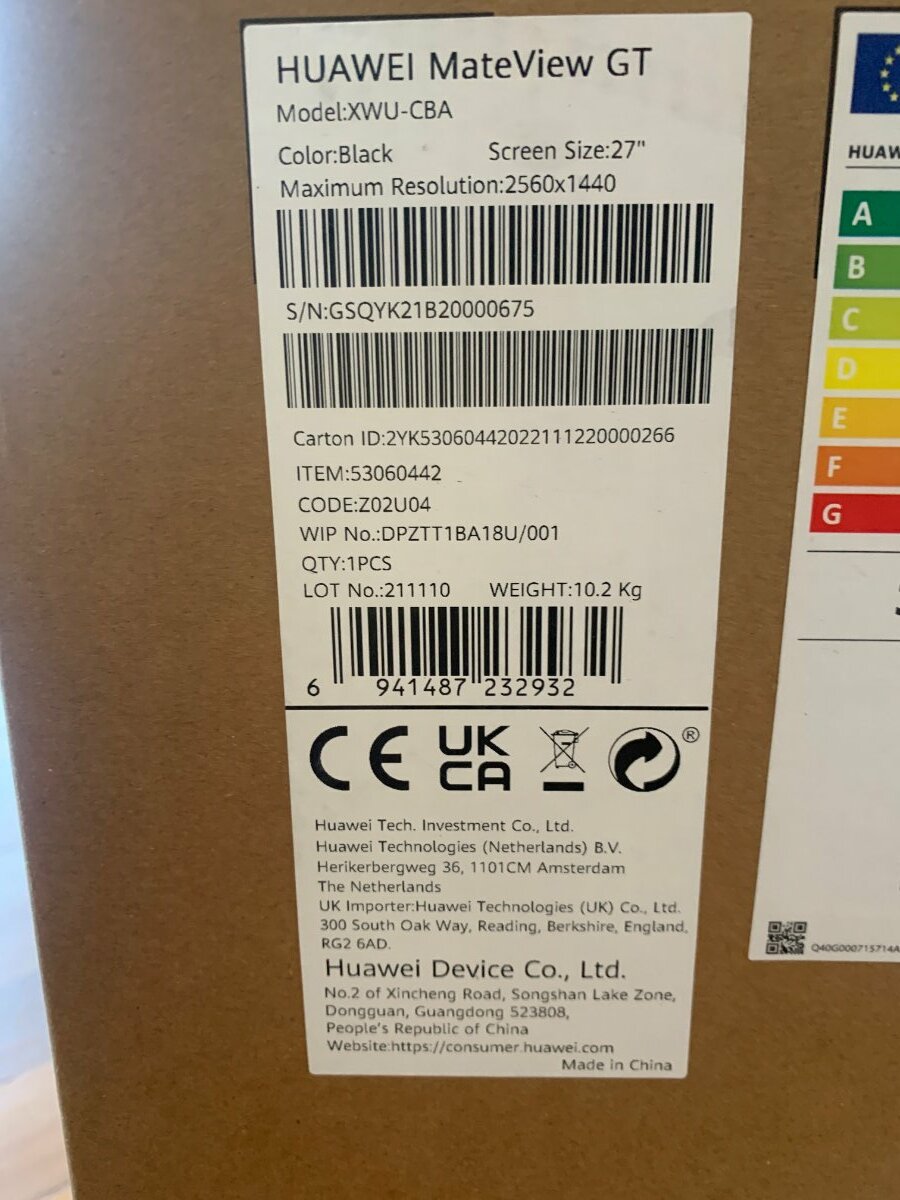 HUAWEI MateView GT
Model:XWU-CBA
Color:Black Screen Size:27"
Maximum Resolution:2560x1440
S/N:GSQYK21B20000675
Carton ID:2YK53060442022111220000266
ITEM:53060442
CODE:Z02U04
WIP No.:DPZTT1BA18U/001
QTY:1PCS
LOT No.:211110 WEIGHT:10.2 Kg
6 941487 232932
CE UK CA ®
Huawei Tech. Investment Co., Ltd.
Huawei Technologies (Netherlands) B.V.
Herikerbergweg 36, 1101CM Amsterdam
The Netherlands
UK Importer:Huawei Technologies (UK) Co., Ltd.
300 South Oak Way, Reading, Berkshire, England,
RG2 6AD.
Huawei Device Co., Ltd.
No.2 of Xincheng Road, Songshan Lake Zone,
Dongguan, Guangdong 523808,
People's Republic of China
Website:https://consumer.huawei.com
Made in China
HUAW
A
B
C
D
E
F
G
Q40G000715714A